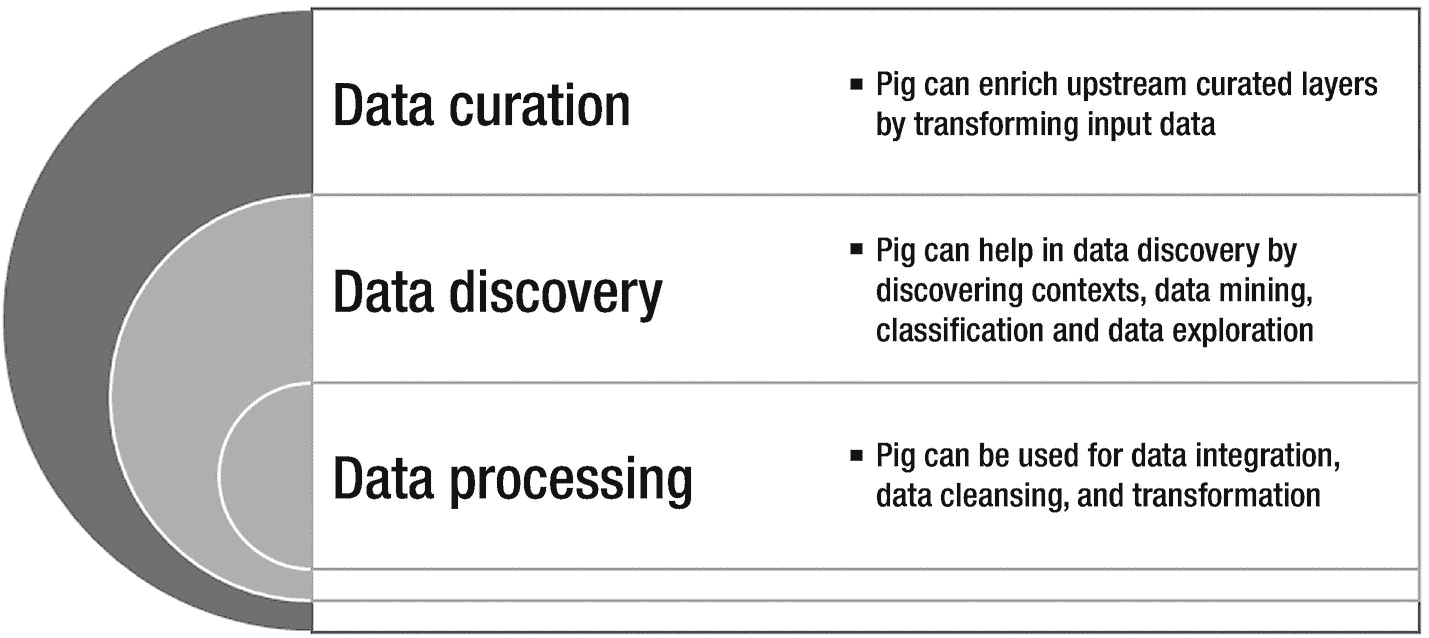 Data curation
▪ Pig can enrich upstream curated layers
by transforming input data
Data discovery
▪ Pig can help in data discovery by
discovering contexts, data mining,
classification and data exploration
Data processing
▪ Pig can be used for data integration,
data cleansing, and transformation